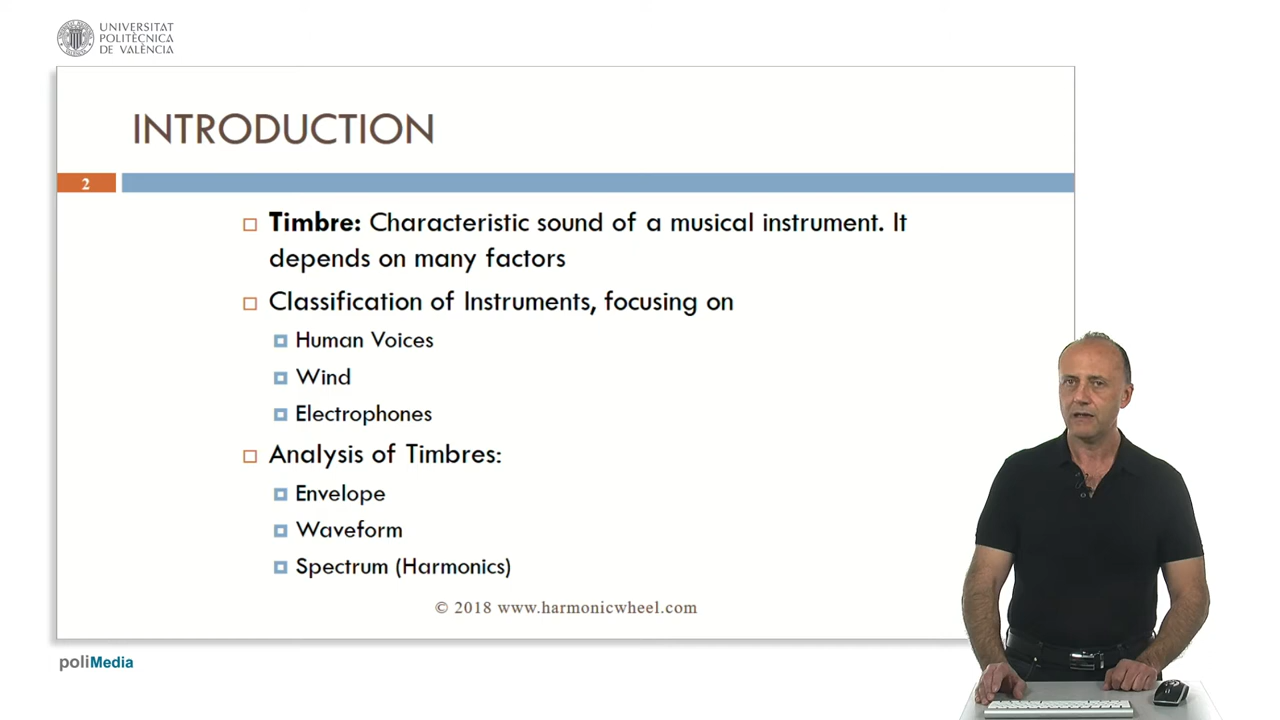 UNIVERSITAT
POLITÈCNICA
DE VALÈNCIA
INTRODUCTION
2
Timbre: Characteristic sound of a musical instrument. It
depends on many factors
Classification of Instruments, focusing on
Human Voices
Wind
Electrophones
Analysis of Timbres:
Envelope
Waveform
Spectrum (Harmonics)
© 2018 www.harmonicwheel.com
poliMedia